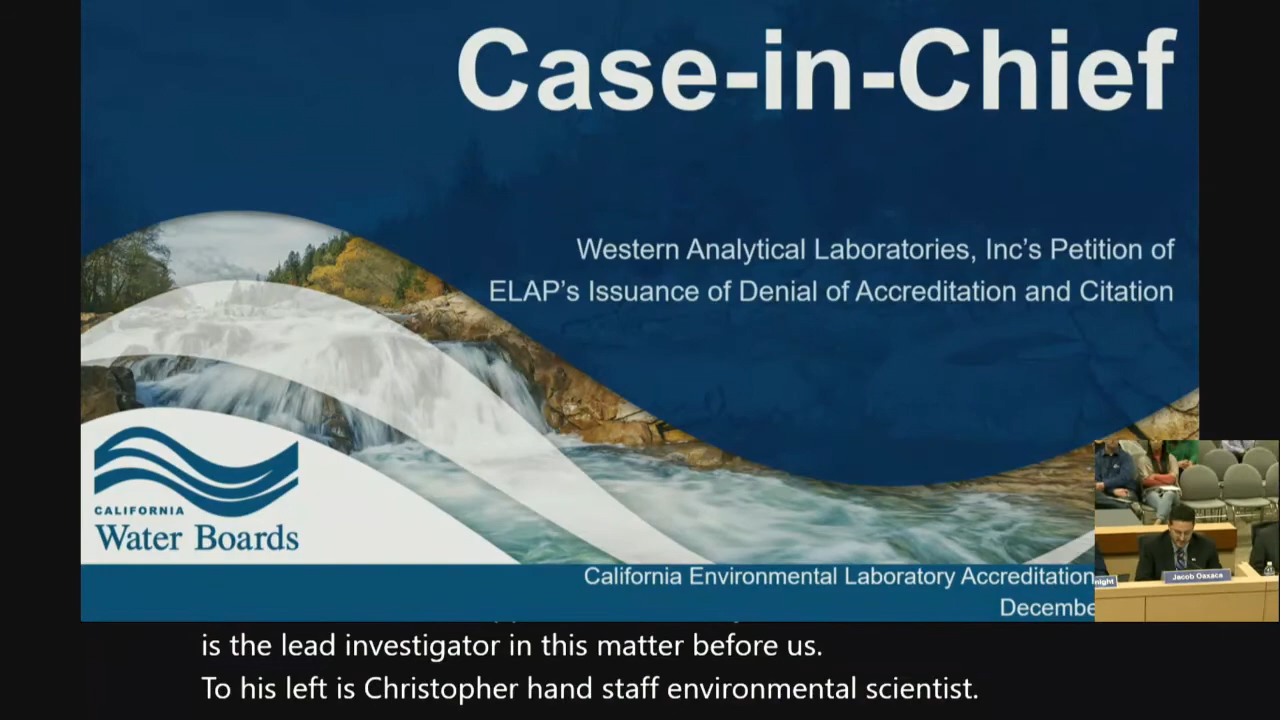 Case-in-Chief
Western Analytical Laboratories, Inc's Petition of
ELAP's Issuance of Denial of Accreditation and Citation
CALIFORNIA
Water Boards
California Environmental Laboratory Accreditation
Jacob Oaxaca
is the lead investigator in this matter before us.
To his left is Christopher hand staff environmental scientist.